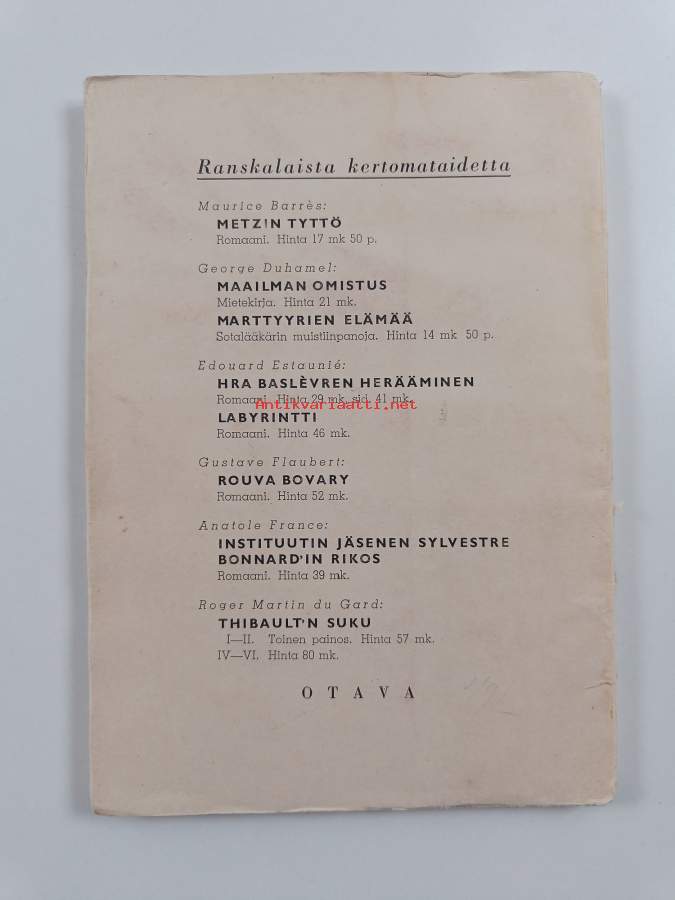 Ranskalaista kertomataidetta
Maurice Barrès:
METZIN TYTTÖ
Romaani. Hinta 17 mk 50 p.
George Duhamel:
MAAILMAN OMISTUS
Mietekirja. Hinta 21 mk.
MARTTYYRIEN ELÄMÄÄ
Sotalääkärin muistiinpanoja. Hinta 14 mk 50 p.
Edouard Estaunié:
HRA BASLÈVREN HERÄÄMINEN
Romaani. Hinta 29 mk, sid. 41 mk.
Antikvariaatti.net
LABYRINTTI
Romaani. Hinta 46 mk.
Gustave Flaubert:
ROUVA BOVARY
Romaani. Hinta 52 mk.
Anatole France:
INSTITUUTIN JÄSENEN SYLVESTRE
BONNARD'IN RIKOS
Romaani. Hinta 39 mk.
Roger Martin du Gard:
THIBAULT'N SUKU
I—II. Toinen painos. Hinta 57 mk.
IV—VI. Hinta 80 mk.
OTAVA